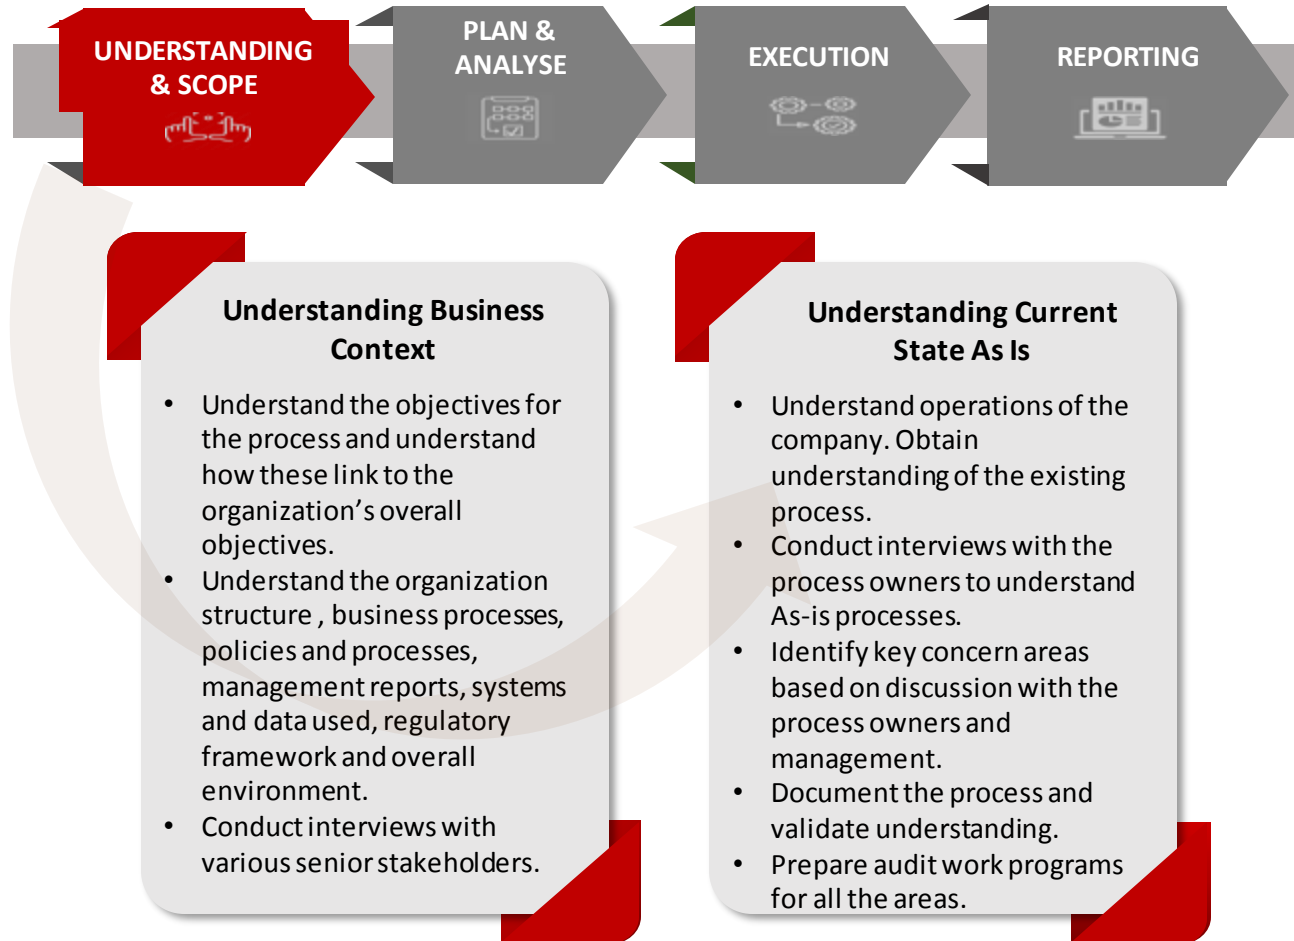 UNDERSTANDING
& SCOPE
PLAN &
ANALYSE
EXECUTION
REPORTING
Understanding Business
Context
• Understand the objectives for
the process and understand
how these link to the
organization’s overall
objectives.
• Understand the organization
structure , business processes,
policies and processes,
management reports, systems
and data used, regulatory
framework and overall
environment.
• Conduct interviews with
various senior stakeholders.
Understanding Current
State As Is
• Understand operations of the
company. Obtain
understanding of the existing
process.
• Conduct interviews with the
process owners to understand
As-is processes.
• Identify key concern areas
based on discussion with the
process owners and
management.
• Document the process and
validate understanding.
• Prepare audit work programs
for all the areas.